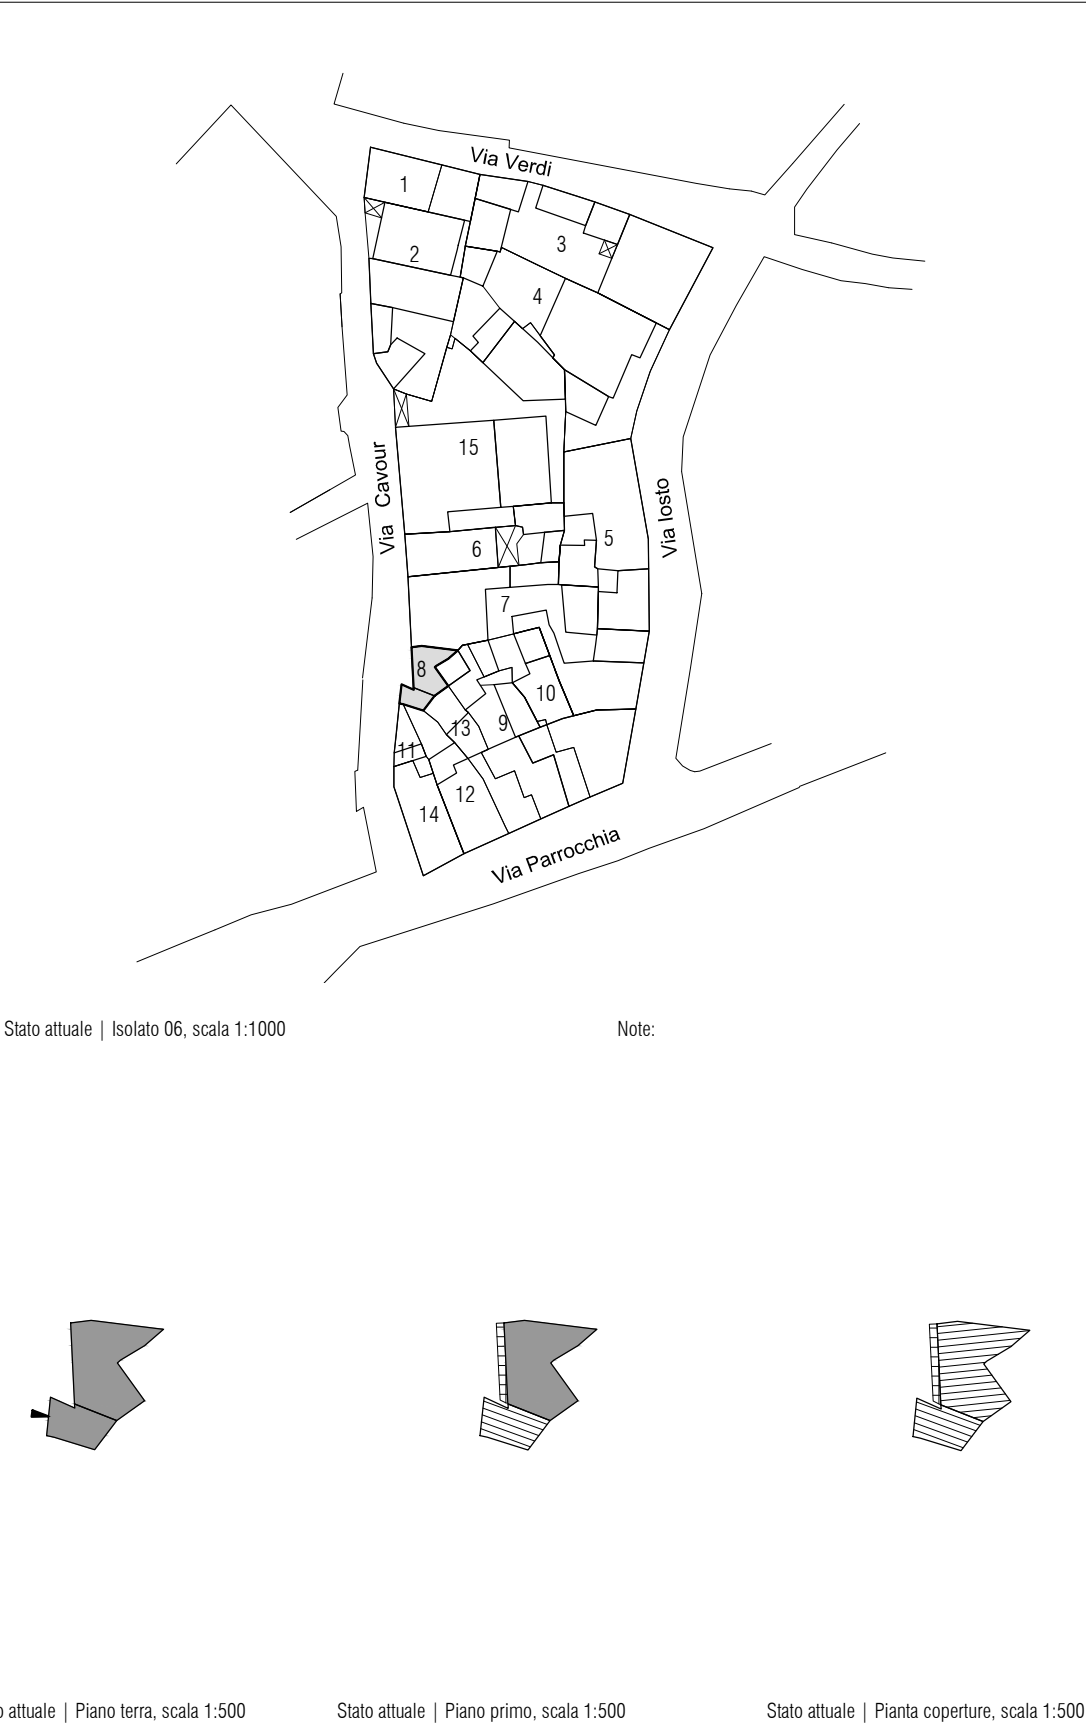 Via Verdi
1
3
2
4
15
Via Cavour
Via Iosto
5
6
7
8
10
9
13
11
12
14
Via Parrocchia
Stato attuale | Isolato 06, scala 1:1000
Note:
o attuale | Piano terra, scala 1:500
Stato attuale | Piano primo, scala 1:500
Stato attuale | Pianta coperture, scala 1:500